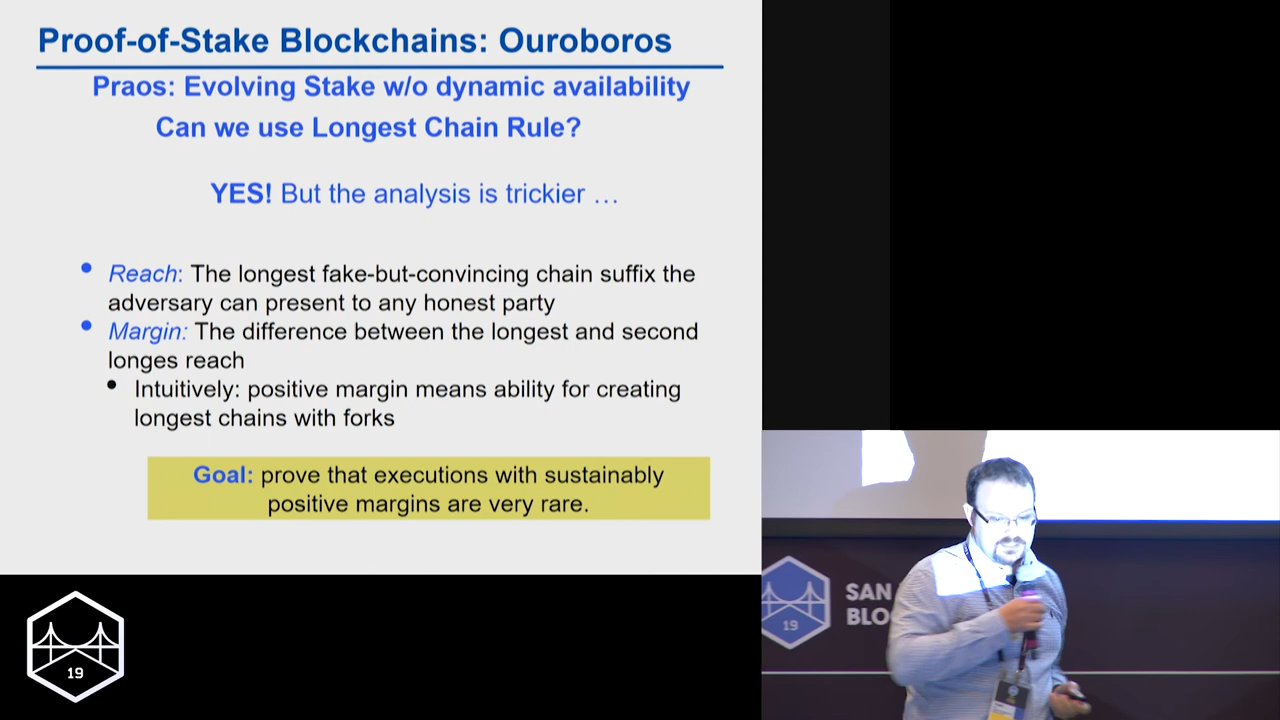 Proof-of-Stake Blockchains: Ouroboros
Praos: Evolving Stake w/o dynamic availability
Can we use Longest Chain Rule?
YES! But the analysis is trickier …
• Reach: The longest fake-but-convincing chain suffix the
adversary can present to any honest party
• Margin: The difference between the longest and second
longes reach
• Intuitively: positive margin means ability for creating
longest chains with forks
Goal: prove that executions with sustainably
positive margins are very rare.
19
SAN
BLO
19